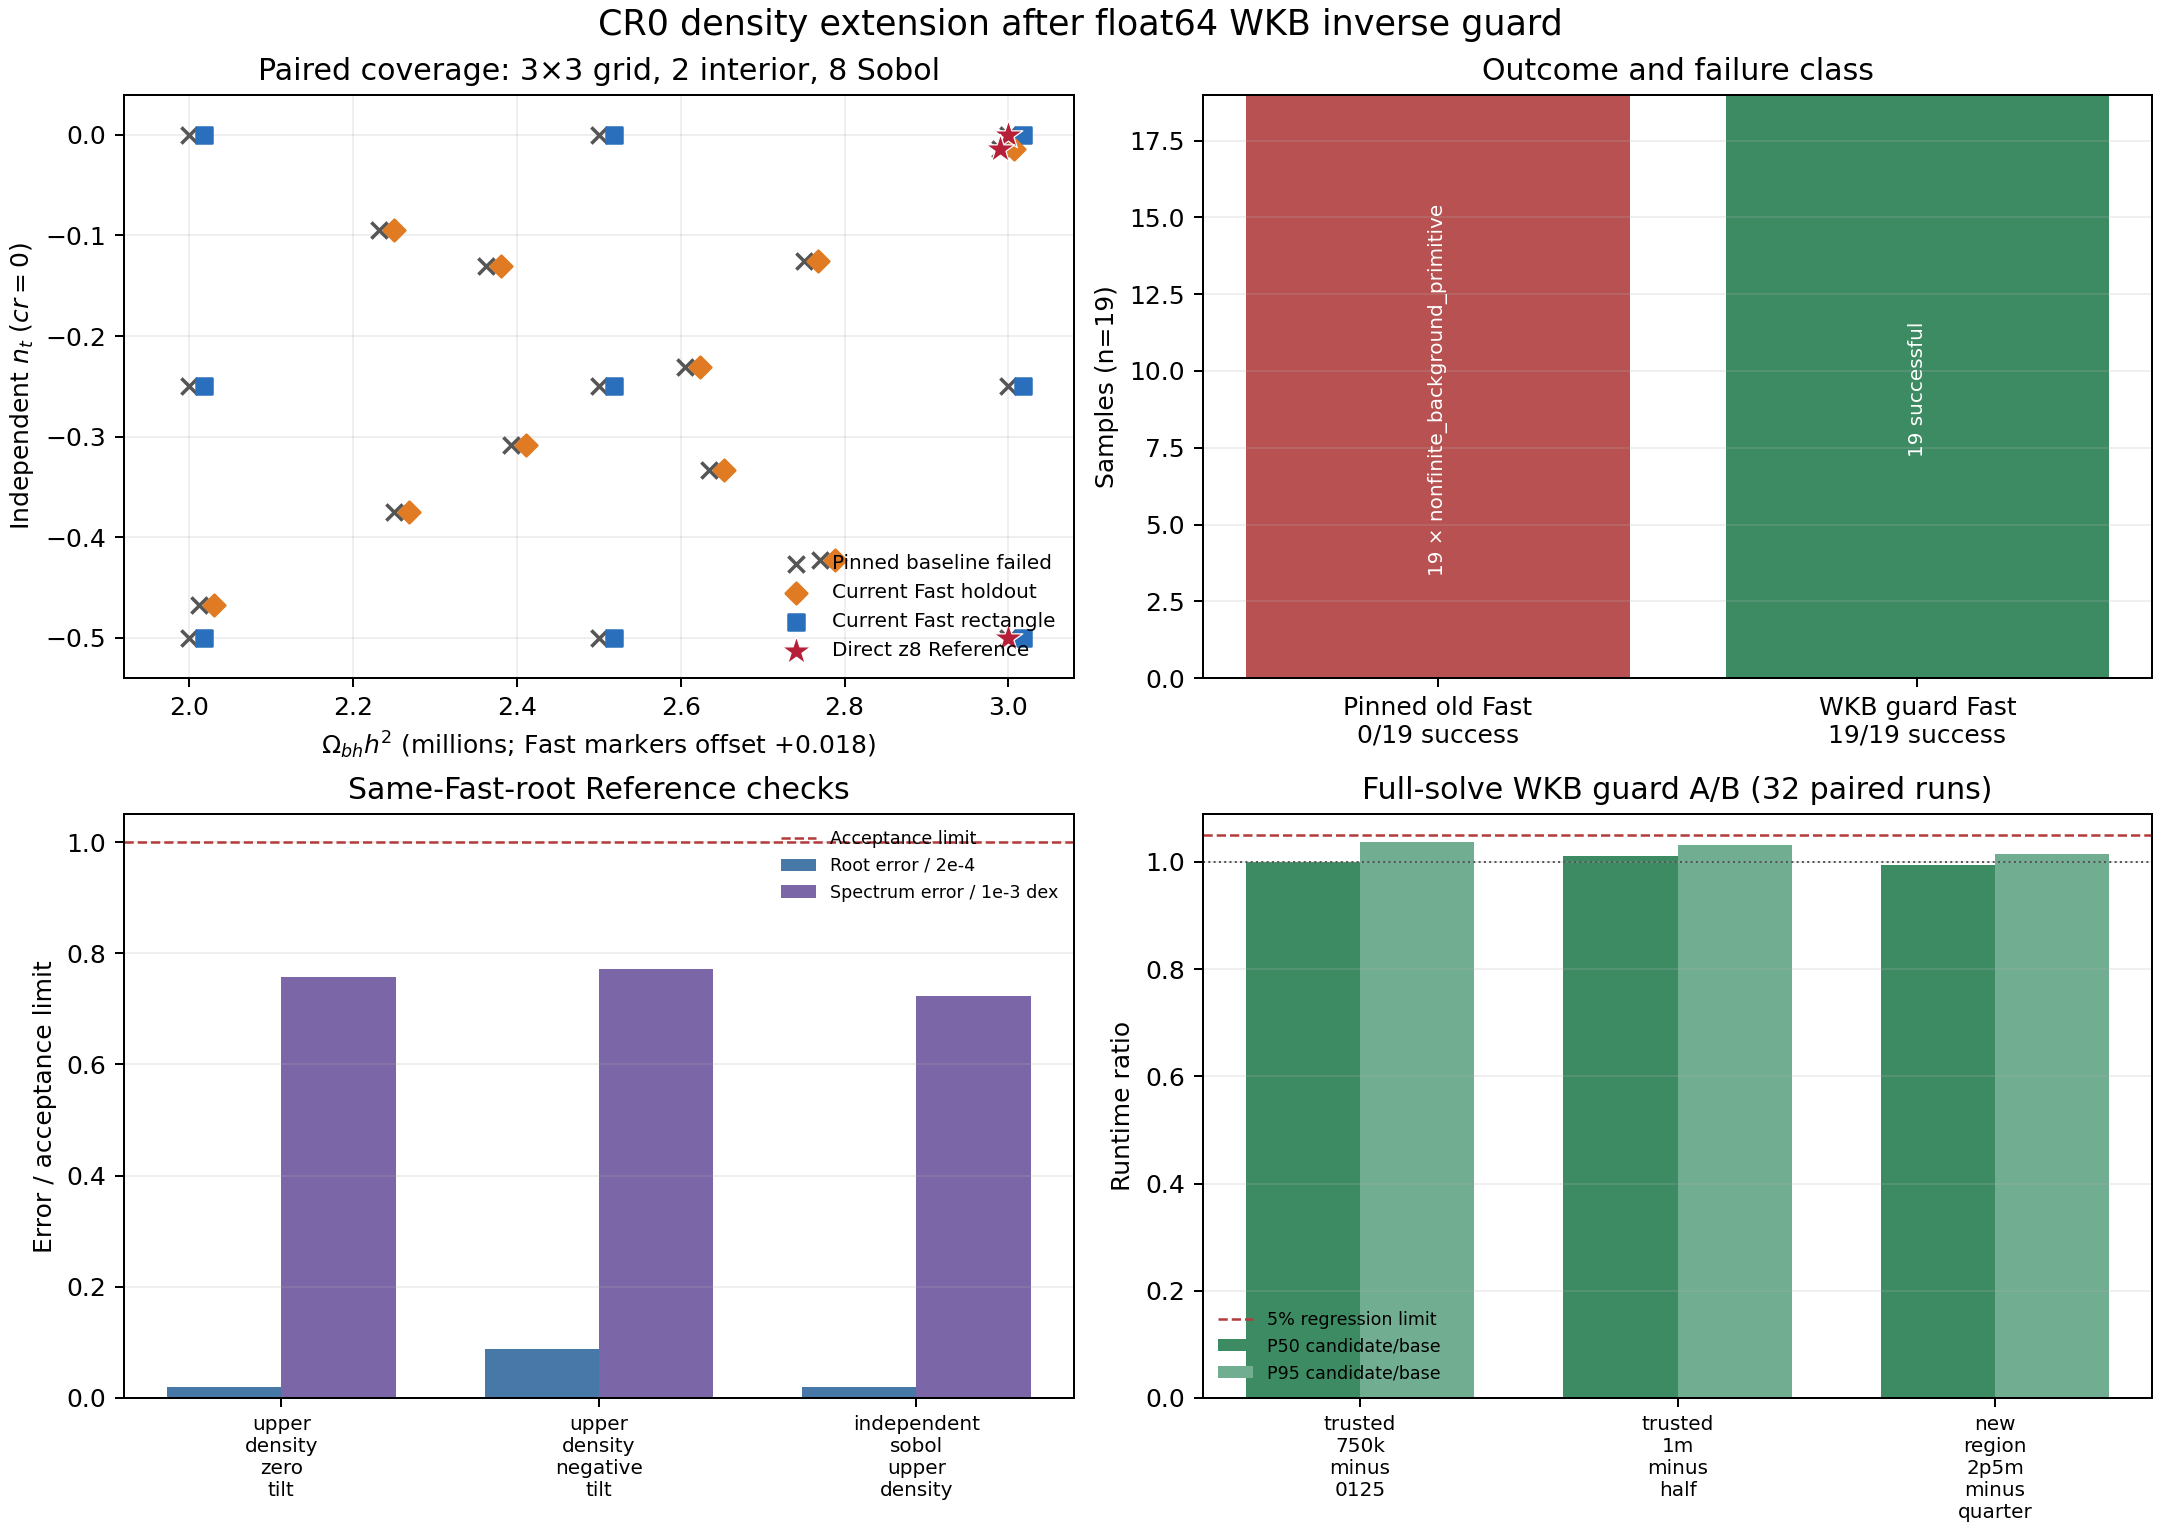 CR0 density extension after float64 WKB inverse guard
Paired coverage: 3×3 grid, 2 interior, 8 Sobol
Independent n_t (cr = 0)
0.0
−0.1
−0.2
−0.3
−0.4
−0.5
Pinned baseline failed
Current Fast holdout
Current Fast rectangle
Direct z8 Reference
2.0 2.2 2.4 2.6 2.8 3.0
Ω_{bh}h² (millions; Fast markers offset +0.018)
Outcome and failure class
Samples (n=19)
17.5
15.0
12.5
10.0
7.5
5.0
2.5
0.0
19 × nonfinite_background_primitive
19 successful
Pinned old Fast
0/19 success
WKB guard Fast
19/19 success
Same-Fast-root Reference checks
Error / acceptance limit
1.0
0.8
0.6
0.4
0.2
0.0
Acceptance limit
Root error / 2e-4
Spectrum error / 1e-3 dex
upper
density
zero
tilt
upper
density
negative
tilt
independent
sobol
upper
density
Full-solve WKB guard A/B (32 paired runs)
Runtime ratio
1.0
0.8
0.6
0.4
0.2
0.0
5% regression limit
P50 candidate/base
P95 candidate/base
trusted
750k
minus
0125
trusted
1m
minus
half
new
region
2p5m
minus
quarter